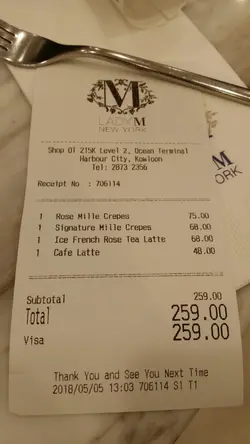 M
LADY M
NEW YORK
Shop OT 215K Level 2, Ocean Terminal
Harbour City, Kowloon
Tel: 2873 2356
Receipt No : 706114
1 Rose Mille Crepes 75.00
1 Signature Mille Crepes 68.00
1 Ice French Rose Tea Latte 68.00
1 Cafe Latte 48.00
Subtotal 259.00
Total 259.00
Visa 259.00
Thank You and See You Next Time
2018/05/05 13:03 706114 S1 T1
M
ORK